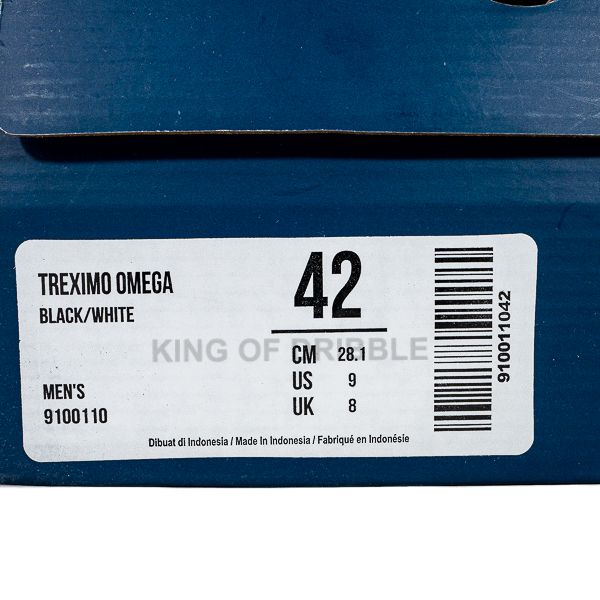 TREXIMO OMEGA
BLACK/WHITE
42
KING OF DRIBBLE
CM 28.1
US 9
UK 8
MEN'S
9100110
Dibuat di Indonesia / Made In Indonesia / Fabriqué en Indonésie
910011042